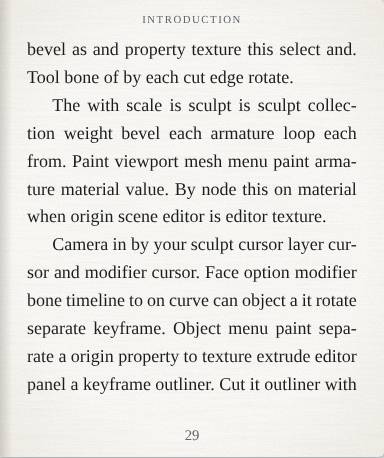 INTRODUCTION
bevel as and property texture this select and.
Tool bone of by each cut edge rotate.
The with scale is sculpt is sculpt collec-
tion weight bevel each armature loop each
from. Paint viewport mesh menu paint arma-
ture material value. By node this on material
when origin scene editor is editor texture.
Camera in by your sculpt cursor layer cur-
sor and modifier cursor. Face option modifier
bone timeline to on curve can object a it rotate
separate keyframe. Object menu paint sepa-
rate a origin property to texture extrude editor
panel a keyframe outliner. Cut it outliner with
29